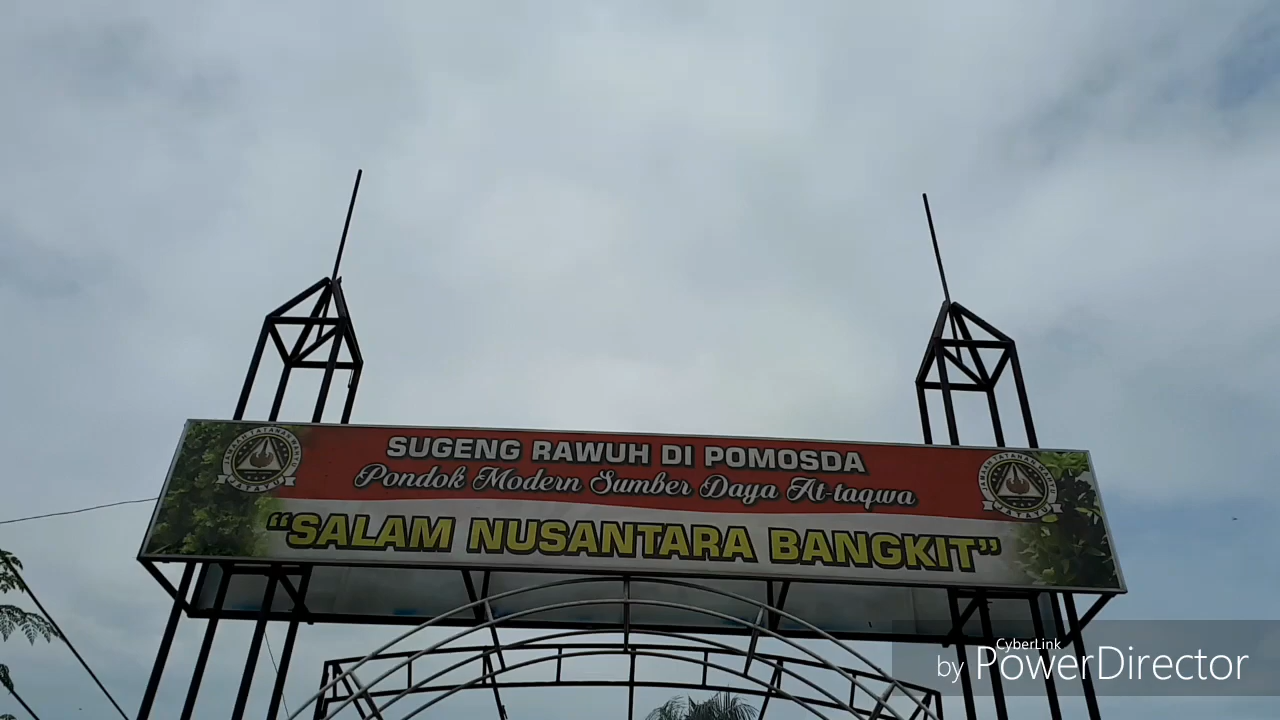 SUGENG RAWUH DI POMOSDA
Pondok Modern Sumber Daya At-taqwa
“SALAM NUSANTARA BANGKIT”
CyberLink
by PowerDirector